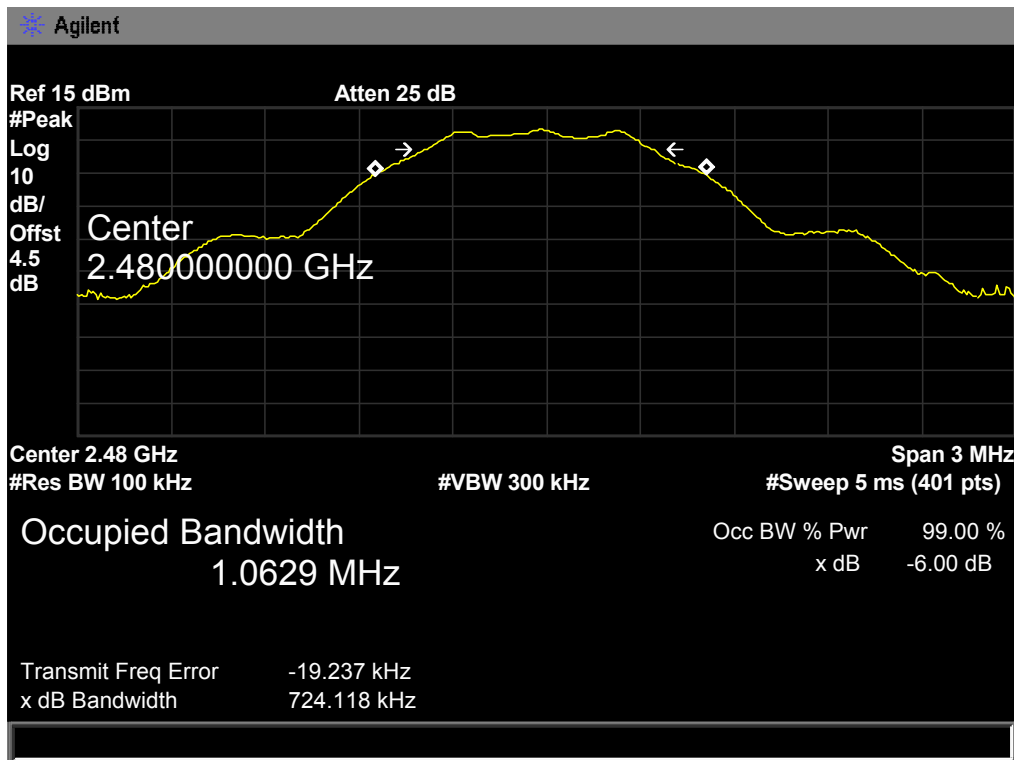 Agilent
Ref 15 dBm Atten 25 dB
#Peak
Log
10
dB/
Offst
4.5
dB
Center
2.480000000 GHz
Center 2.48 GHz Span 3 MHz
#Res BW 100 kHz #VBW 300 kHz #Sweep 5 ms (401 pts)
Occupied Bandwidth Occ BW % Pwr 99.00 %
1.0629 MHz x dB -6.00 dB
Transmit Freq Error -19.237 kHz
x dB Bandwidth 724.118 kHz